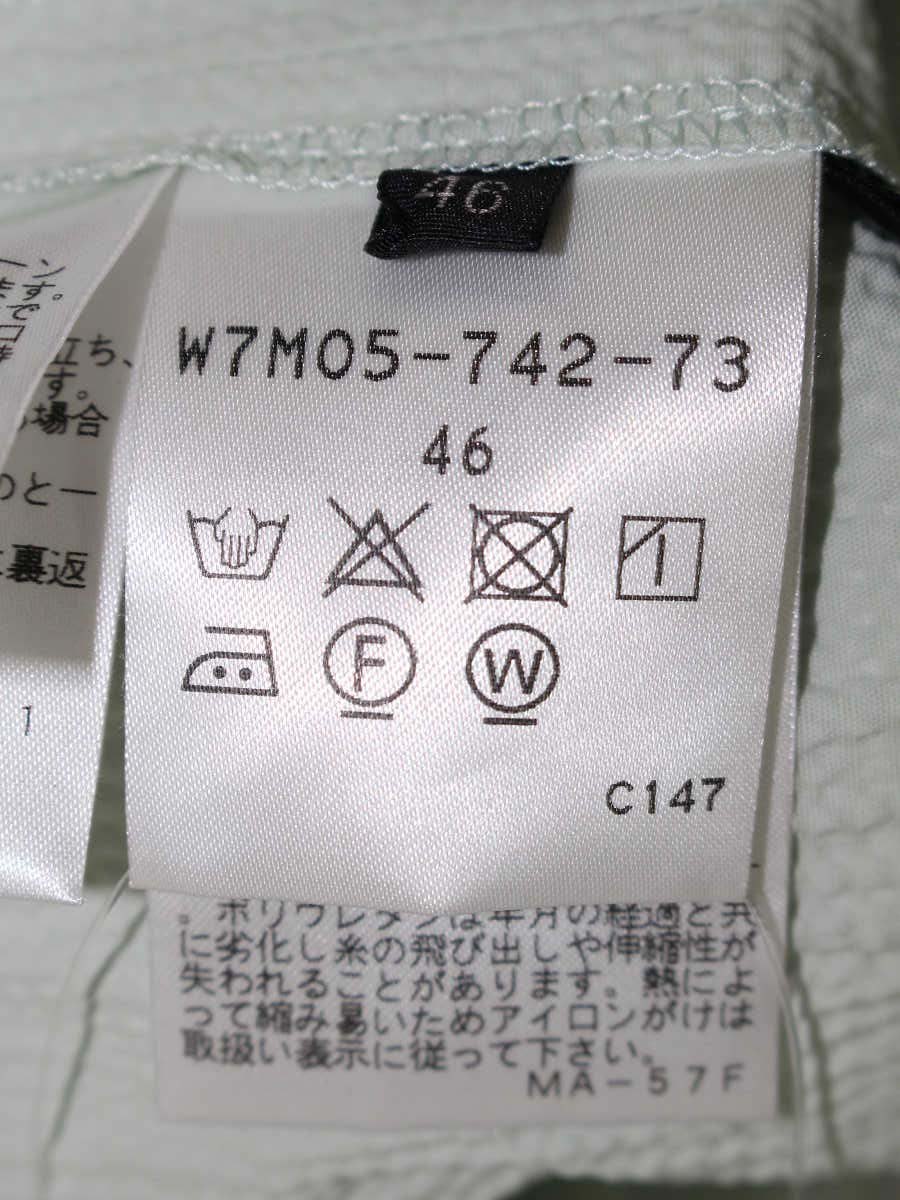 46
W7M05-742-73
46
F
W
C147
ン
す。
で
立ち、
す。
場合
のと一
裏返
1
。ポリウレタンは年月の経過と共
に劣化し糸の飛び出しや伸縮性が
失われることがあります。熱によ
って縮み易いためアイロンがけは
取扱い表示に従って下さい。
MA-57F